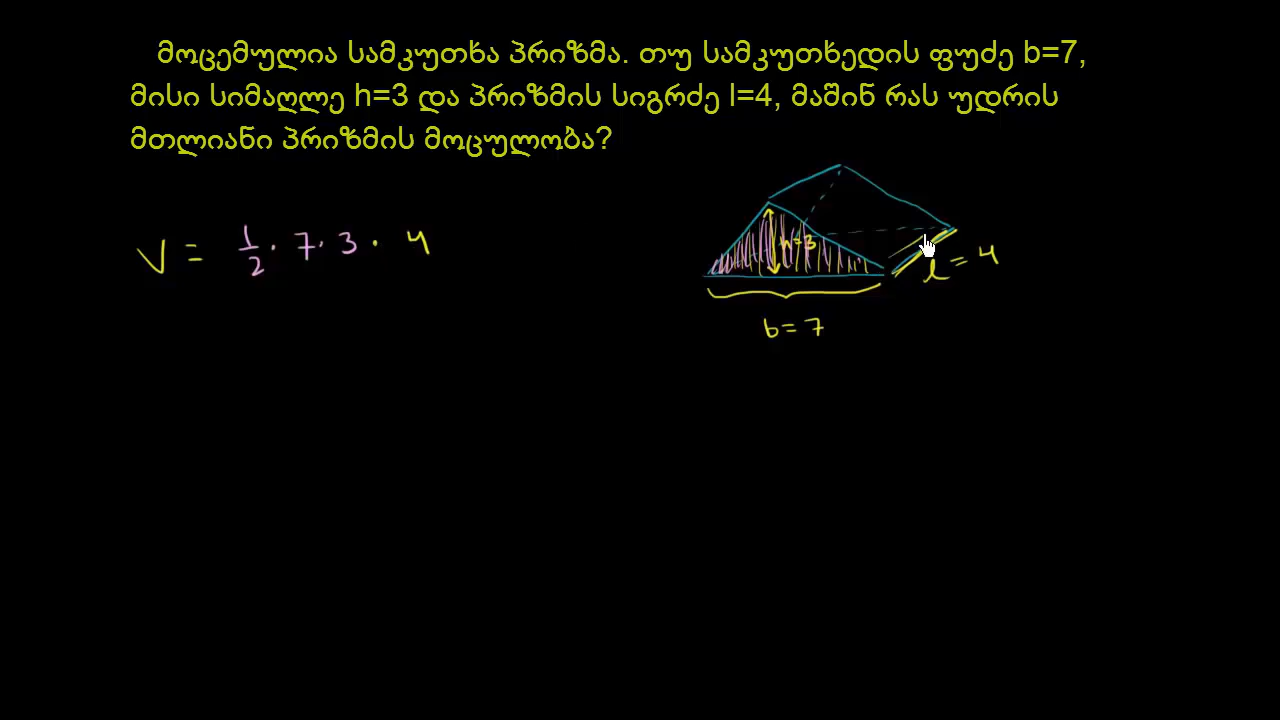 მოცემულია სამკუთხა პრიზმა. თუ სამკუთხედის ფუძე b=7,
მისი სიმაღლე h=3 და პრიზმის სიგრძე l=4, მაშინ რას უდრის
მთლიანი პრიზმის მოცულობა?
V = 1/2 · 7 · 3 · 4
h=3
l = 4
b = 7